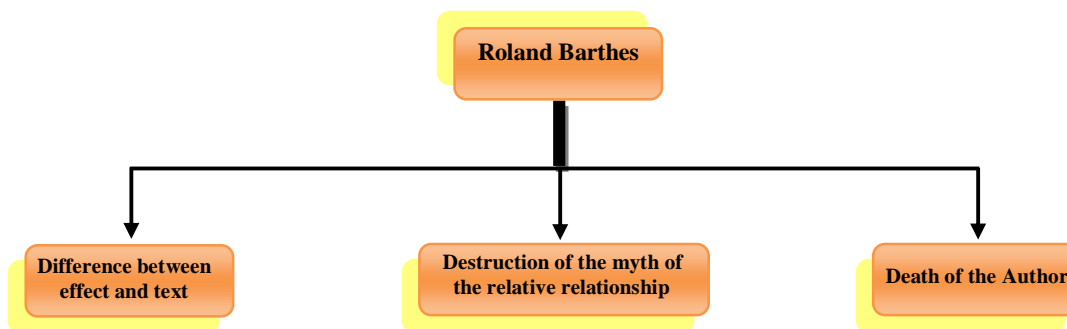 Roland Barthes
Difference between
effect and text
Destruction of the myth of
the relative relationship
Death of the Author